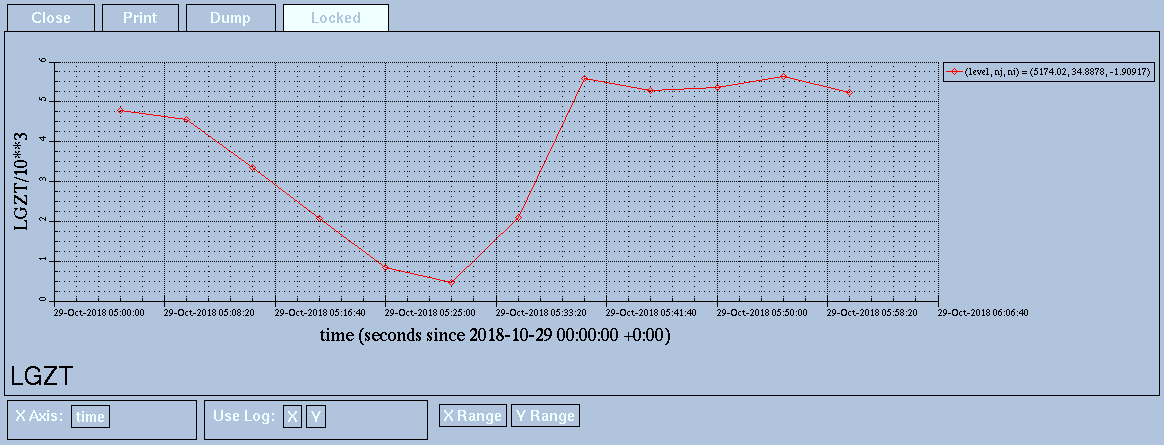 Close Print Dump Locked
6
5
4
3
2
1
0
LGZT/10**3
(level, nj, ni) = (5174.02, 34.8878, -1.90917)
29-Oct-2018 05:00:00 29-Oct-2018 05:08:20 29-Oct-2018 05:16:40 29-Oct-2018 05:25:00 29-Oct-2018 05:33:20 29-Oct-2018 05:41:40 29-Oct-2018 05:50:00 29-Oct-2018 05:58:20 29-Oct-2018 06:06:40
time (seconds since 2018-10-29 00:00:00 +0:00)
LGZT
X Axis: time Use Log: X Y X Range Y Range